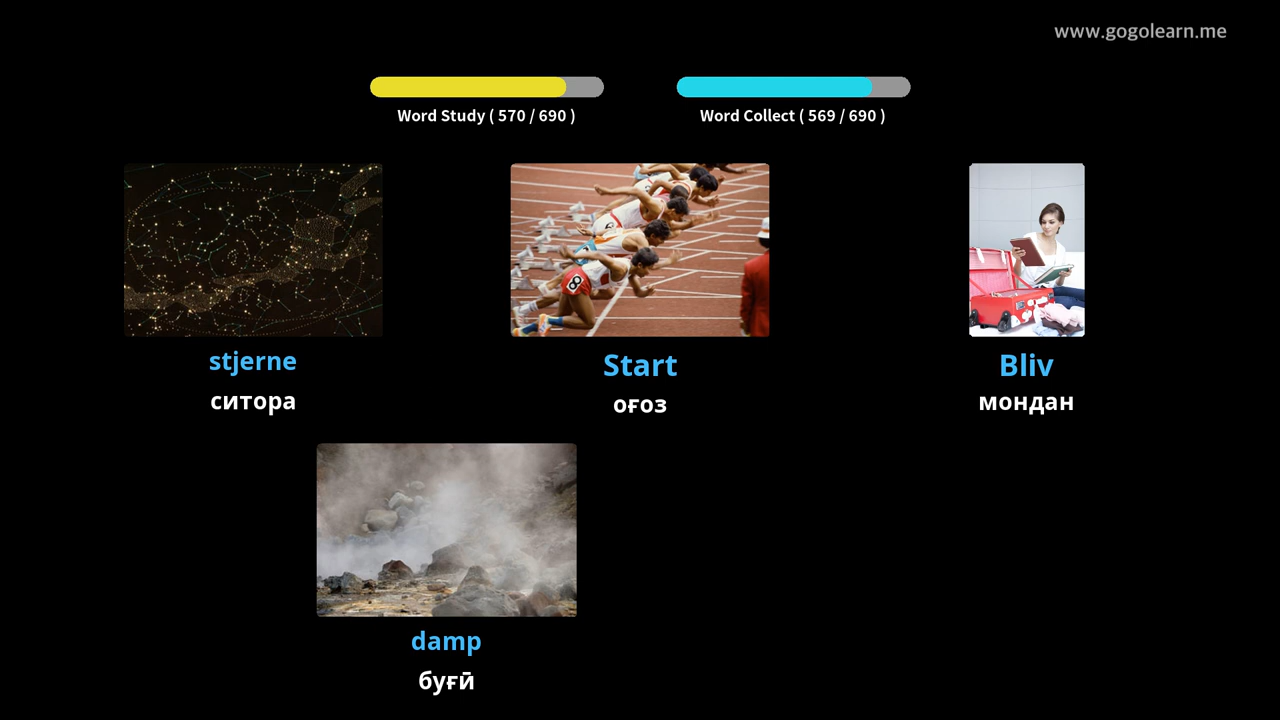 www.gogolearn.me
Word Study ( 570 / 690 )
Word Collect ( 569 / 690 )
stjerne
ситора
Start
оғоз
Bliv
мондан
damp
буғӣ